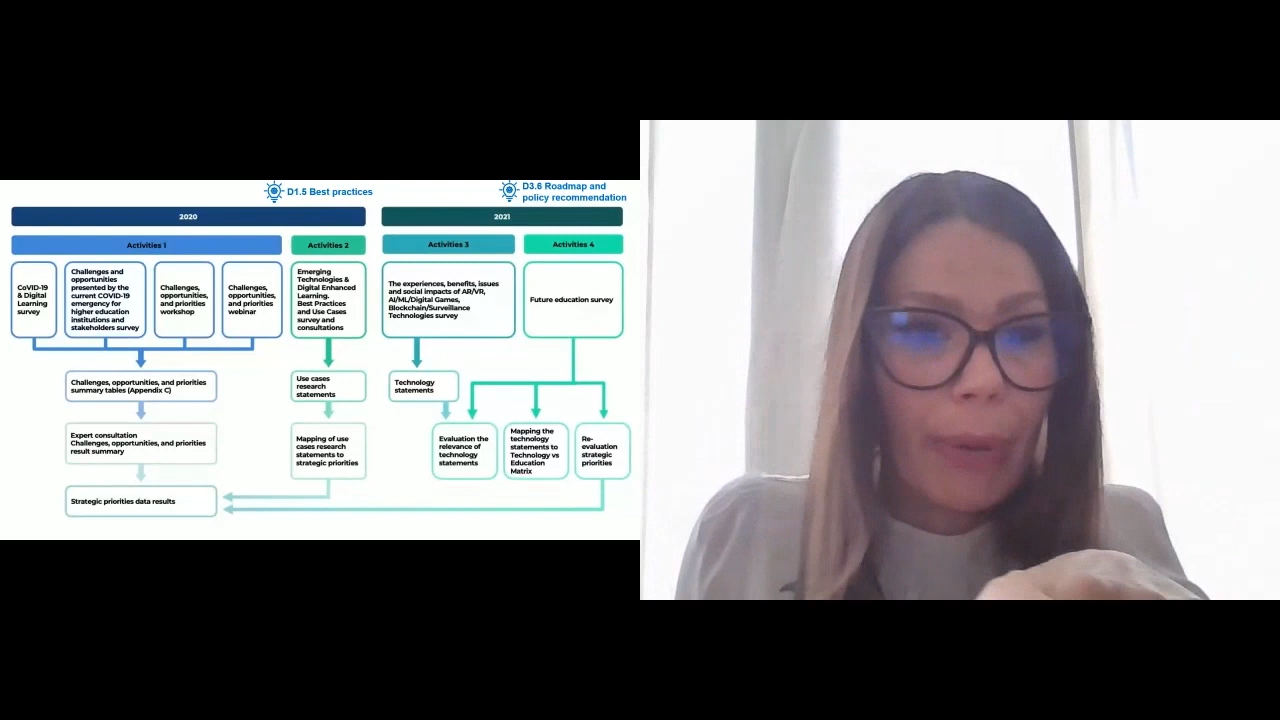 D1.5 Best practices
D3.6 Roadmap and
policy recommendation
2020
2021
Activities 1
Activities 2
Activities 3
Activities 4
CoVID-19
& Digital
Learning
survey
Challenges and
opportunities
presented by the
current COVID-19
emergency for
higher education
institutions and
stakeholders survey
Challenges,
opportunities,
and priorities
workshop
Challenges,
opportunities,
and priorities
webinar
Emerging
Technologies &
Digital Enhanced
Learning.
Best Practices
and Use Cases
survey and
consultations
The experiences, benefits, issues
and social impacts of AR/VR,
AI/ML/Digital Games,
Blockchain/Surveillance
Technologies survey
Future education survey
Challenges, opportunities, and priorities
summary tables (Appendix C)
Use cases
research
statements
Technology
statements
Expert consultation
Challenges, opportunities, and priorities
result summary
Mapping of use
cases research
statements to
strategic priorities
Evaluation the
relevance of
technology
statements
Mapping the
technology
statements to
Technology vs
Education
Matrix
Re-
evaluation
strategic
priorities
Strategic priorities data results